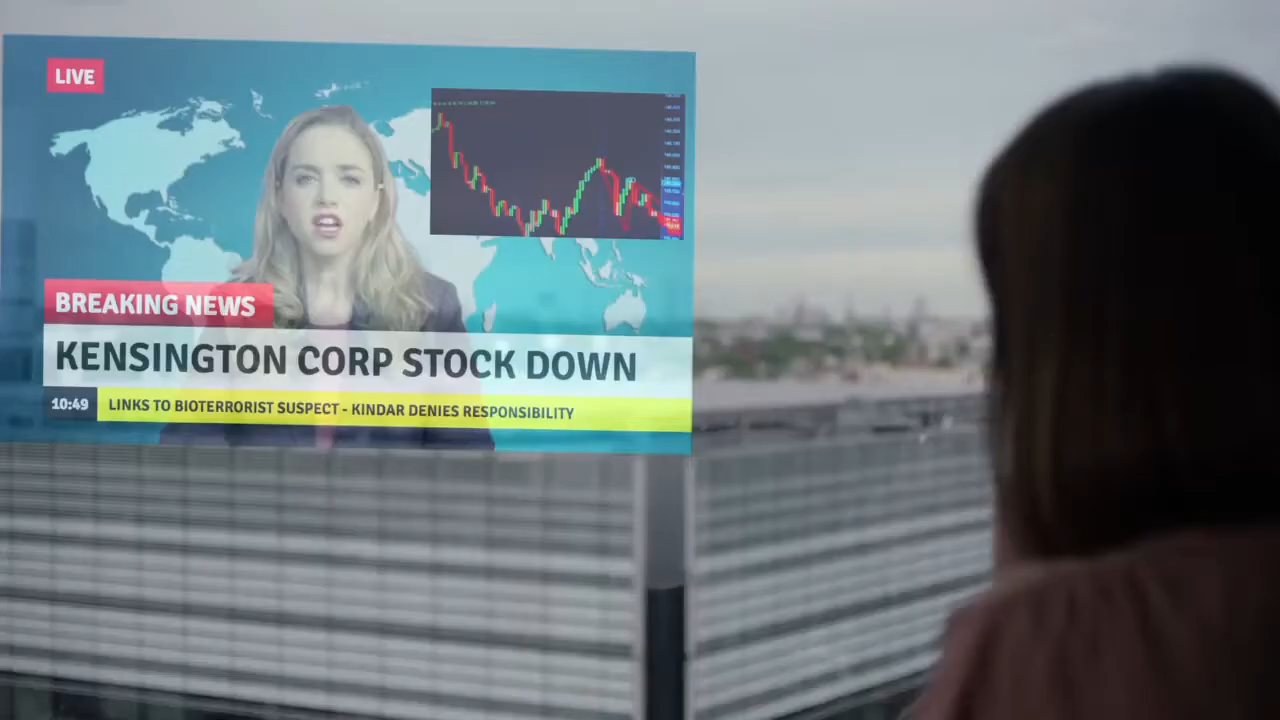 LIVE
BREAKING NEWS
KENSINGTON CORP STOCK DOWN
10:49 LINKS TO BIOTERRORIST SUSPECT - KINDAR DENIES RESPONSIBILITY